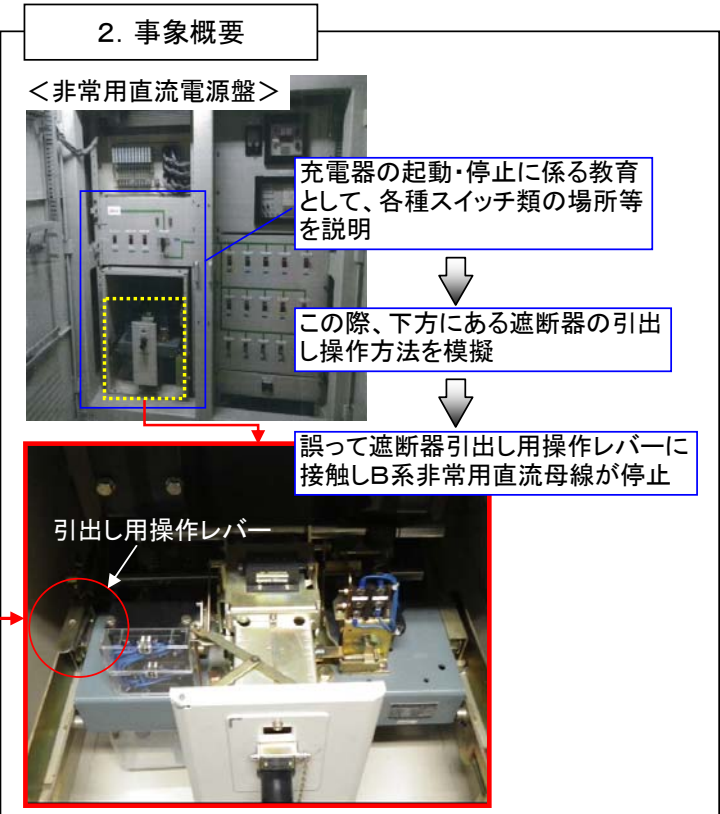 ２．事象概要
＜非常用直流電源盤＞
充電器の起動・停止に係る教育
として、各種スイッチ類の場所等
を説明
この際、下方にある遮断器の引出
し操作方法を模擬
誤って遮断器引出し用操作レバーに
接触しＢ系非常用直流母線が停止
引出し用操作レバー